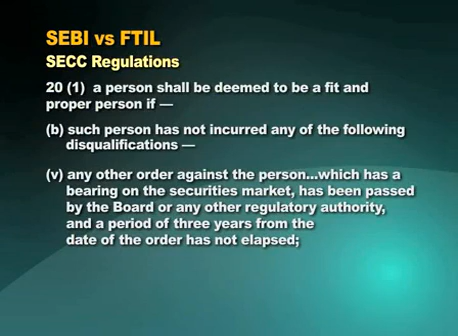 SEBI vs FTIL
SECC Regulations
20 (1)  a person shall be deemed to be a fit and
proper person if —
(b) such person has not incurred any of the following
disqualifications —
(v) any other order against the person...which has a
bearing on the securities market, has been passed
by the Board or any other regulatory authority,
and a period of three years from the
date of the order has not elapsed;